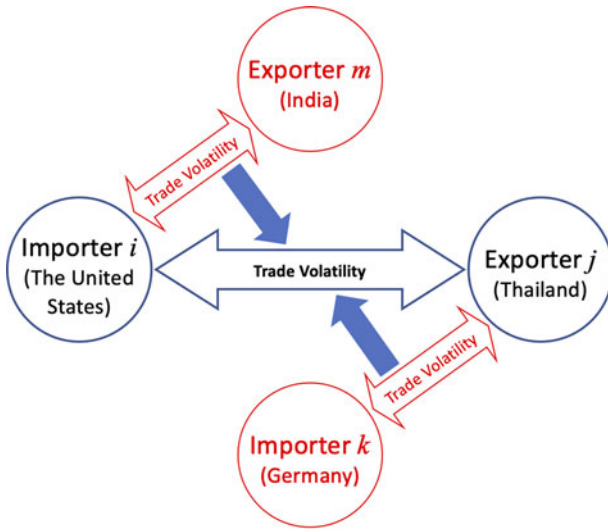 Exporter m
(India)
Trade Volatility
Importer i
(The United
States)
Trade Volatility
Exporter j
(Thailand)
Trade Volatility
Importer k
(Germany)